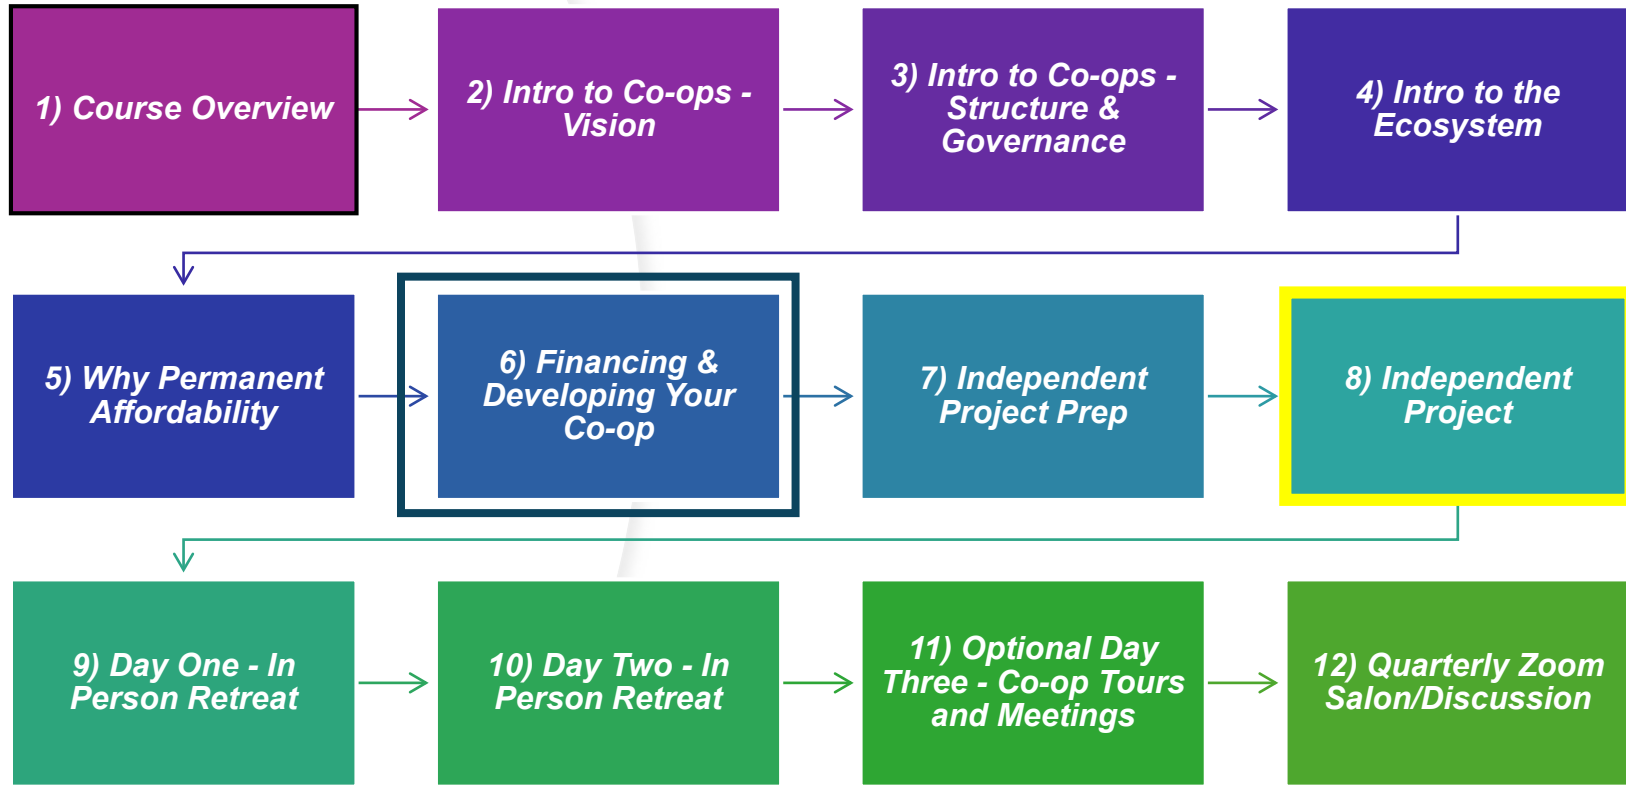 1) Course Overview
2) Intro to Co-ops -
Vision
3) Intro to Co-ops -
Structure &
Governance
4) Intro to the
Ecosystem
5) Why Permanent
Affordability
6) Financing &
Developing Your
Co-op
7) Independent
Project Prep
8) Independent
Project
9) Day One - In
Person Retreat
10) Day Two - In
Person Retreat
11) Optional Day
Three - Co-op Tours
and Meetings
12) Quarterly Zoom
Salon/Discussion